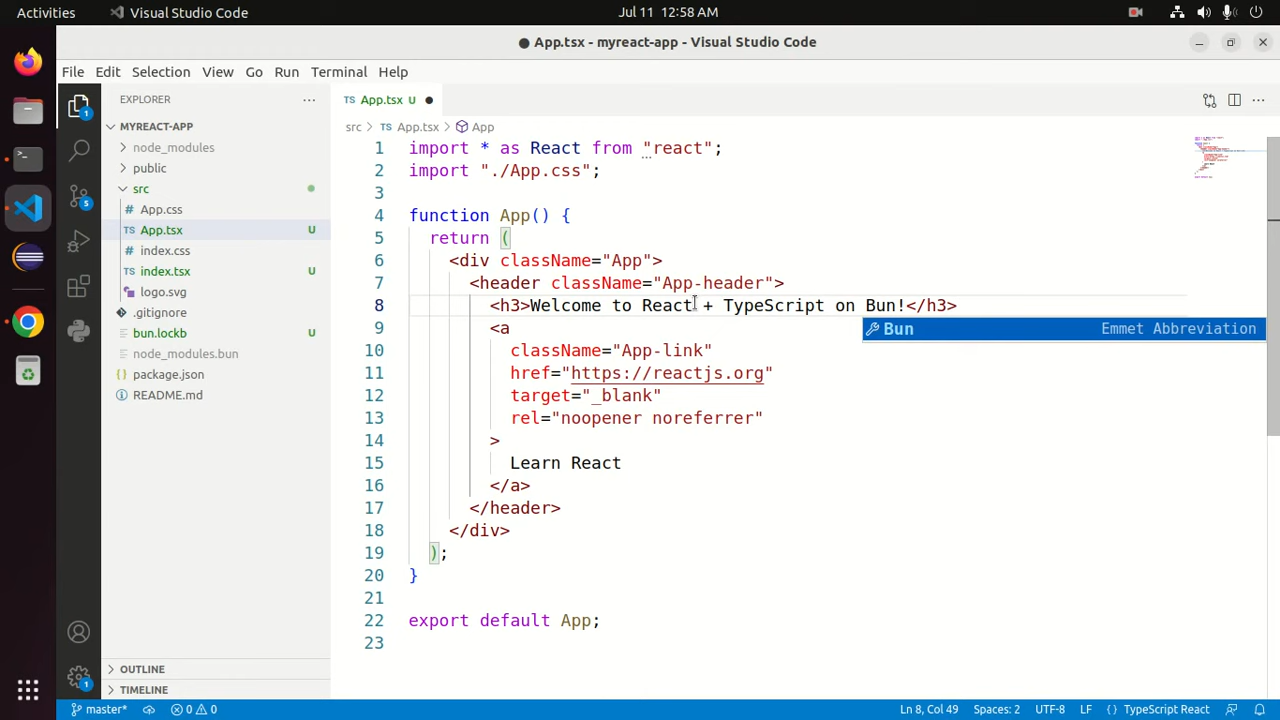 Activities Visual Studio Code Jul 11 12:58 AM
● App.tsx - myreact-app - Visual Studio Code
File Edit Selection View Go Run Terminal Help
EXPLORER ...
TS App.tsx U ●
src > TS App.tsx > App
MYREACT-APP
node_modules
public
src
# App.css
TS App.tsx U
# index.css
TS index.tsx U
logo.svg
.gitignore
bun.lockb U
node_modules.bun
package.json
README.md
OUTLINE
TIMELINE
1
5
1
1 import * as React from "react";
2 import "./App.css";
3
4 function App() {
5 return (
6 <div className="App">
7 <header className="App-header">
8 <h3>Welcome to React + TypeScript on Bun!</h3>
Bun Emmet Abbreviation
9 <a
10 className="App-link"
11 href="https://reactjs.org"
12 target="_blank"
13 rel="noopener noreferrer"
14 >
15 Learn React
16 </a>
17 </header>
18 </div>
19 );
20 }
21
22 export default App;
23
master* 0 0 Ln 8, Col 49 Spaces: 2 UTF-8 LF { } TypeScript React